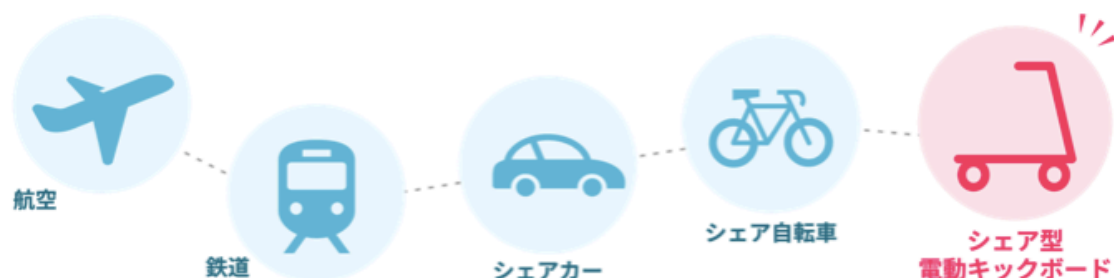 航空
鉄道
シェアカー
シェア自転車
シェア型
電動キックボード